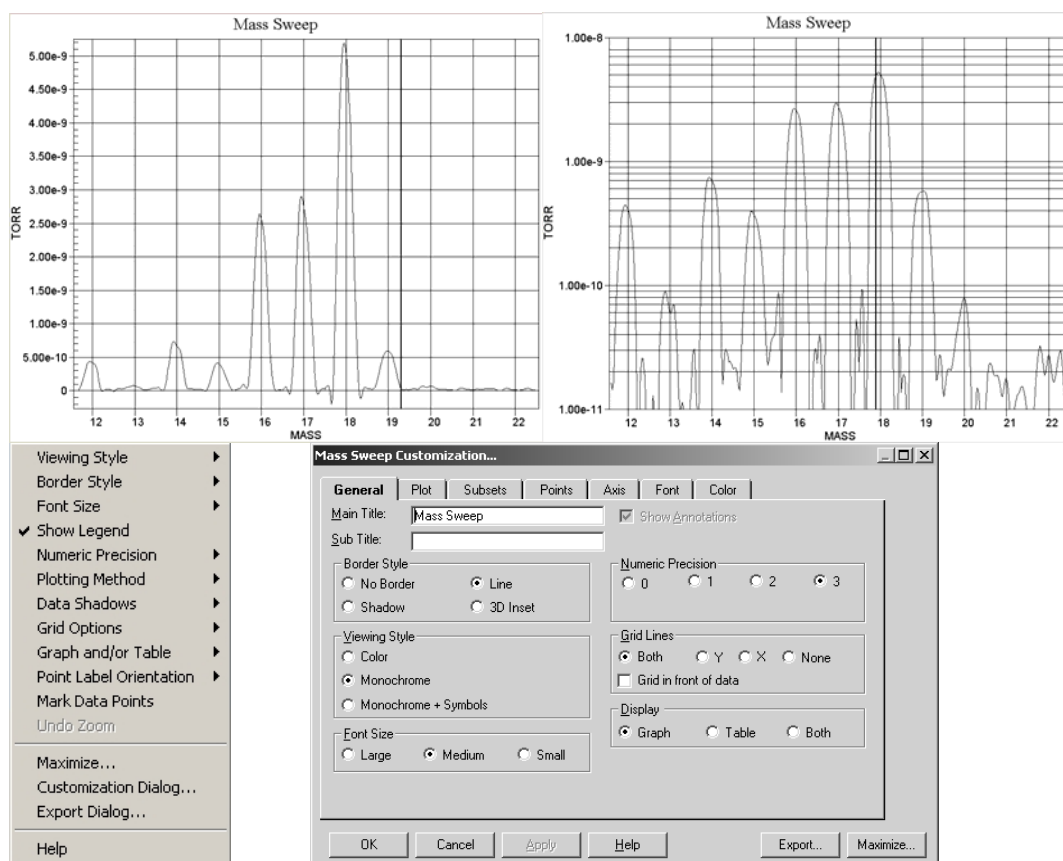 Mass Sweep
5.00e-9
4.50e-9
4.00e-9
3.50e-9
3.00e-9
2.50e-9
2.00e-9
1.50e-9
1.00e-9
5.00e-10
0
TORR
12 13 14 15 16 17 18 19 20 21 22
MASS
Mass Sweep
1.00e-8
1.00e-9
1.00e-10
1.00e-11
TORR
12 13 14 15 16 17 18 19 20 21 22
MASS
Viewing Style
Border Style
Font Size
Show Legend
Numeric Precision
Plotting Method
Data Shadows
Grid Options
Graph and/or Table
Point Label Orientation
Mark Data Points
Undo Zoom
Maximize...
Customization Dialog...
Export Dialog...
Help
Mass Sweep Customization...
General Plot Subsets Points Axis Font Color
Main Title: Mass Sweep Show Annotations
Sub Title:
Border Style
No Border Line
Shadow 3D Inset
Numeric Precision
0 1 2 3
Viewing Style
Color
Monochrome
Monochrome + Symbols
Grid Lines
Both Y X None
Grid in front of data
Font Size
Large Medium Small
Display
Graph Table Both
OK Cancel Apply Help Export... Maximize...